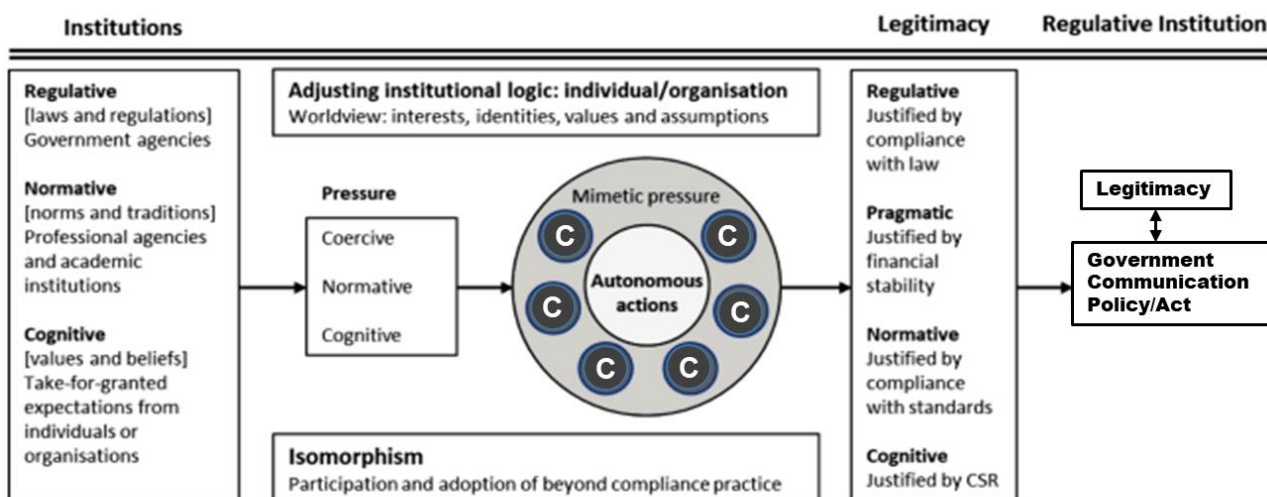 Institutions
Legitimacy
Regulative Institution
Regulative
[laws and regulations]
Government agencies
Normative
[norms and traditions]
Professional agencies
and academic
institutions
Cognitive
[values and beliefs]
Take-for-granted
expectations from
individuals or
organisations
Adjusting institutional logic: individual/organisation
Worldview: interests, identities, values and assumptions
Pressure
Coercive
Normative
Cognitive
Mimetic pressure
C
C
C
C
C
C
Autonomous
actions
Isomorphism
Participation and adoption of beyond compliance practice
Regulative
Justified by
compliance
with law
Pragmatic
Justified by
financial
stability
Normative
Justified by
compliance
with standards
Cognitive
Justified by CSR
Legitimacy
Government
Communication
Policy/Act